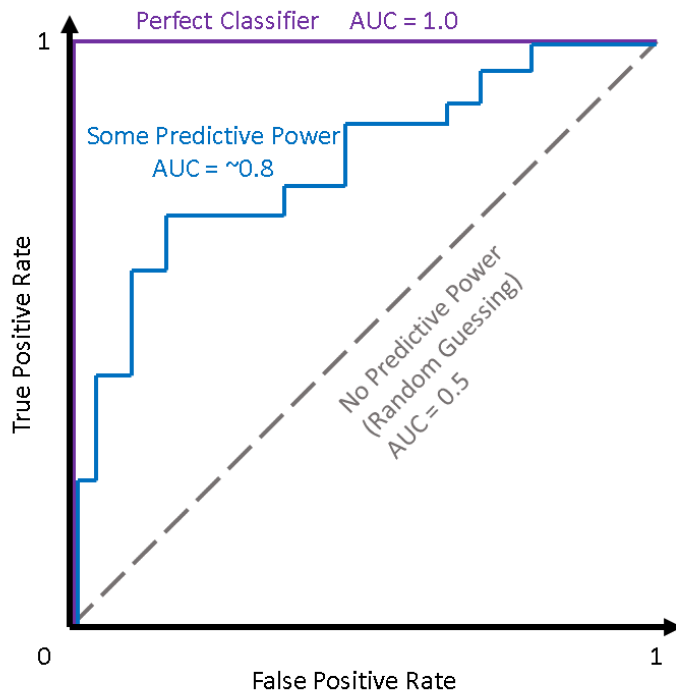 Perfect Classifier AUC = 1.0
1
Some Predictive Power
AUC = ~0.8
True Positive Rate
No Predictive Power
(Random Guessing)
AUC = 0.5
0
1
False Positive Rate